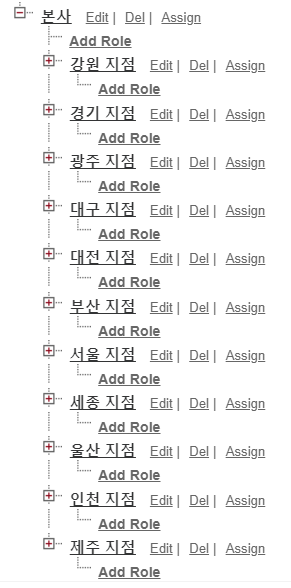 본사 Edit | Del | Assign
Add Role
강원 지점 Edit | Del | Assign
Add Role
경기 지점 Edit | Del | Assign
Add Role
광주 지점 Edit | Del | Assign
Add Role
대구 지점 Edit | Del | Assign
Add Role
대전 지점 Edit | Del | Assign
Add Role
부산 지점 Edit | Del | Assign
Add Role
서울 지점 Edit | Del | Assign
Add Role
세종 지점 Edit | Del | Assign
Add Role
울산 지점 Edit | Del | Assign
Add Role
인천 지점 Edit | Del | Assign
Add Role
제주 지점 Edit | Del | Assign
Add Role